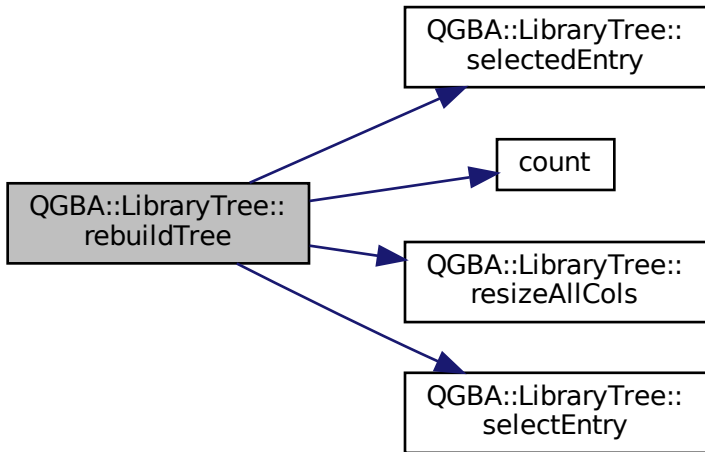 QGBA::LibraryTree::
selectedEntry
count
QGBA::LibraryTree::
rebuildTree
QGBA::LibraryTree::
resizeAllCols
QGBA::LibraryTree::
selectEntry